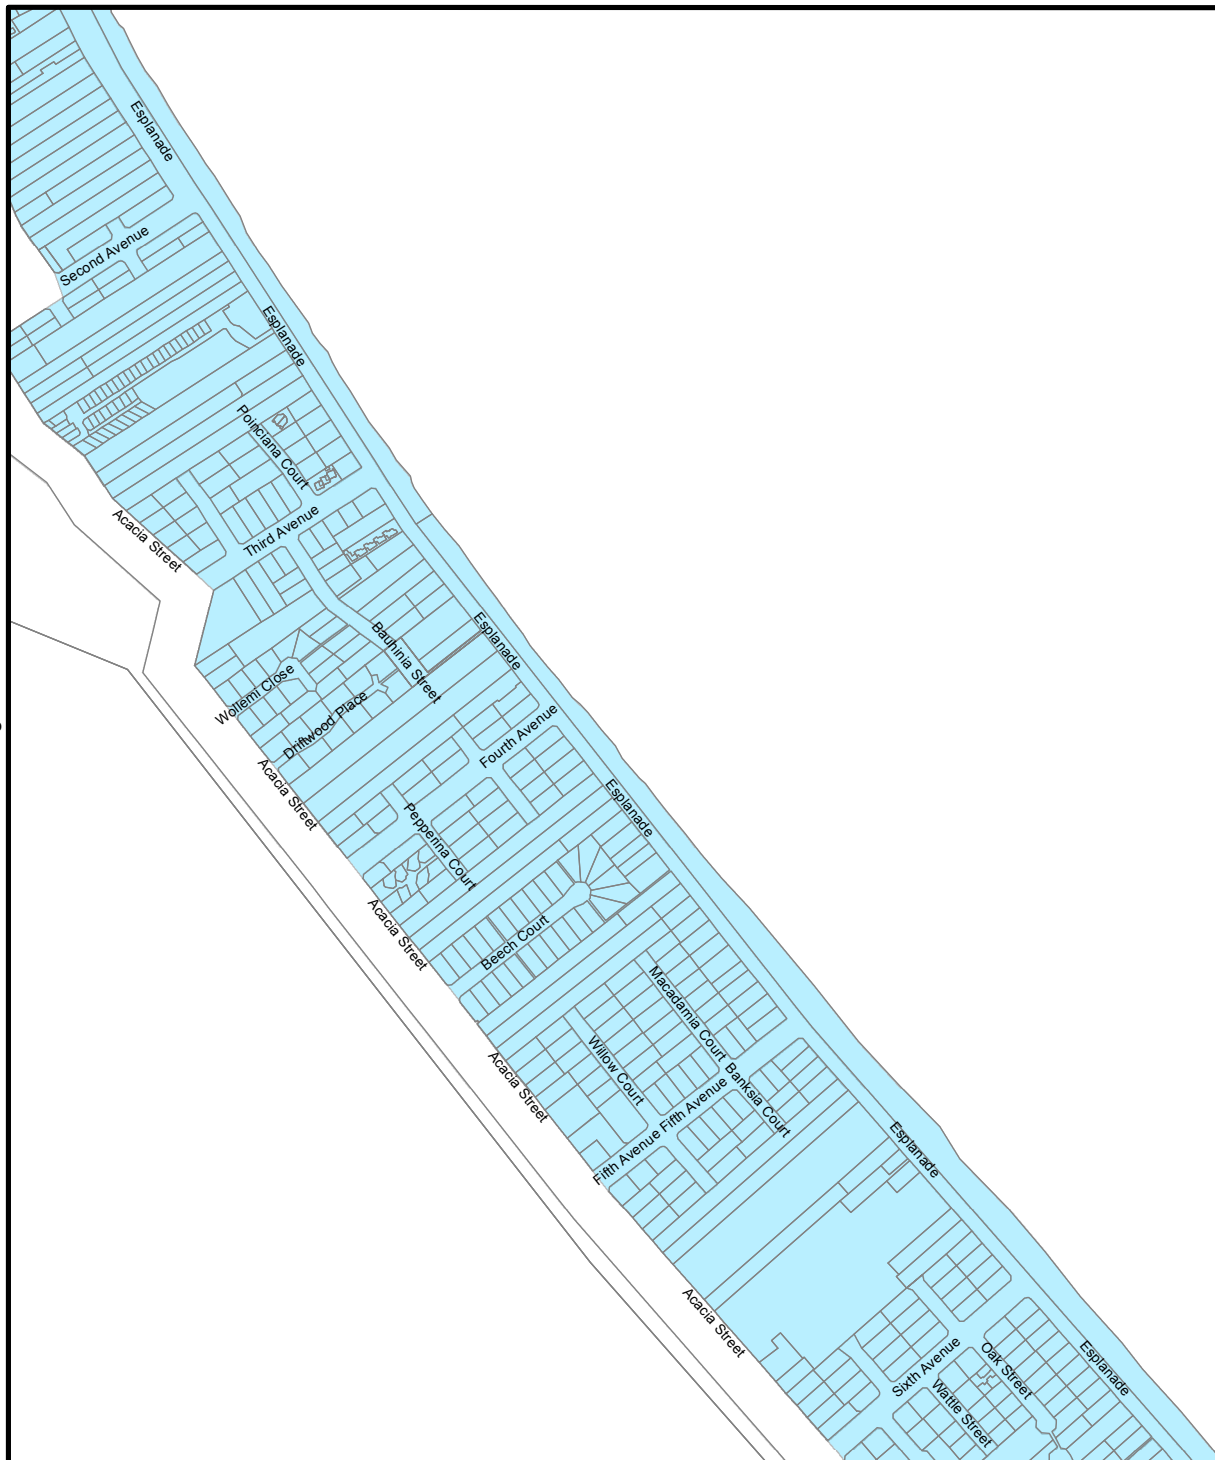 Esplanade
Second Avenue
Esplanade
Poinciana Court
Acacia Street
Third Avenue
Esplanade
Bauhinia Street
Wollemi Close
Driftwood Place
Fourth Avenue
Acacia Street
Esplanade
Pepperina Court
Acacia Street
Beech Court
Macadamia Court
Willow Court
Acacia Street
Banksia Court
Fifth Avenue
Fifth Avenue
Esplanade
Acacia Street
Sixth Avenue
Oak Street
Esplanade
Wattle Street